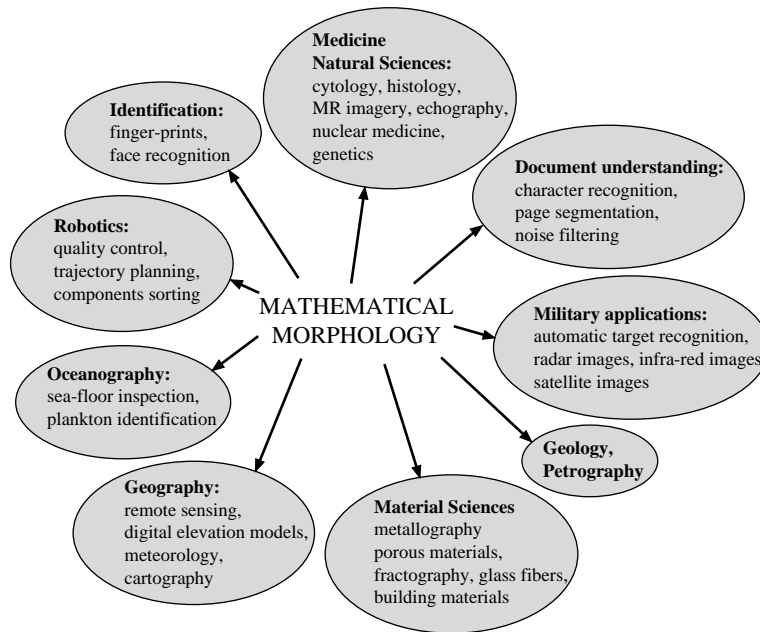 Medicine
Natural Sciences:
cytology, histology,
MR imagery, echography,
nuclear medicine,
genetics
Identification:
finger-prints,
face recognition
Document understanding:
character recognition,
page segmentation,
noise filtering
Robotics:
quality control,
trajectory planning,
components sorting
MATHEMATICAL
MORPHOLOGY
Military applications:
automatic target recognition,
radar images, infra-red images
satellite images
Oceanography:
sea-floor inspection,
plankton identification
Geology,
Petrography
Geography:
remote sensing,
digital elevation models,
meteorology,
cartography
Material Sciences
metallography
porous materials,
fractography, glass fibers,
building materials